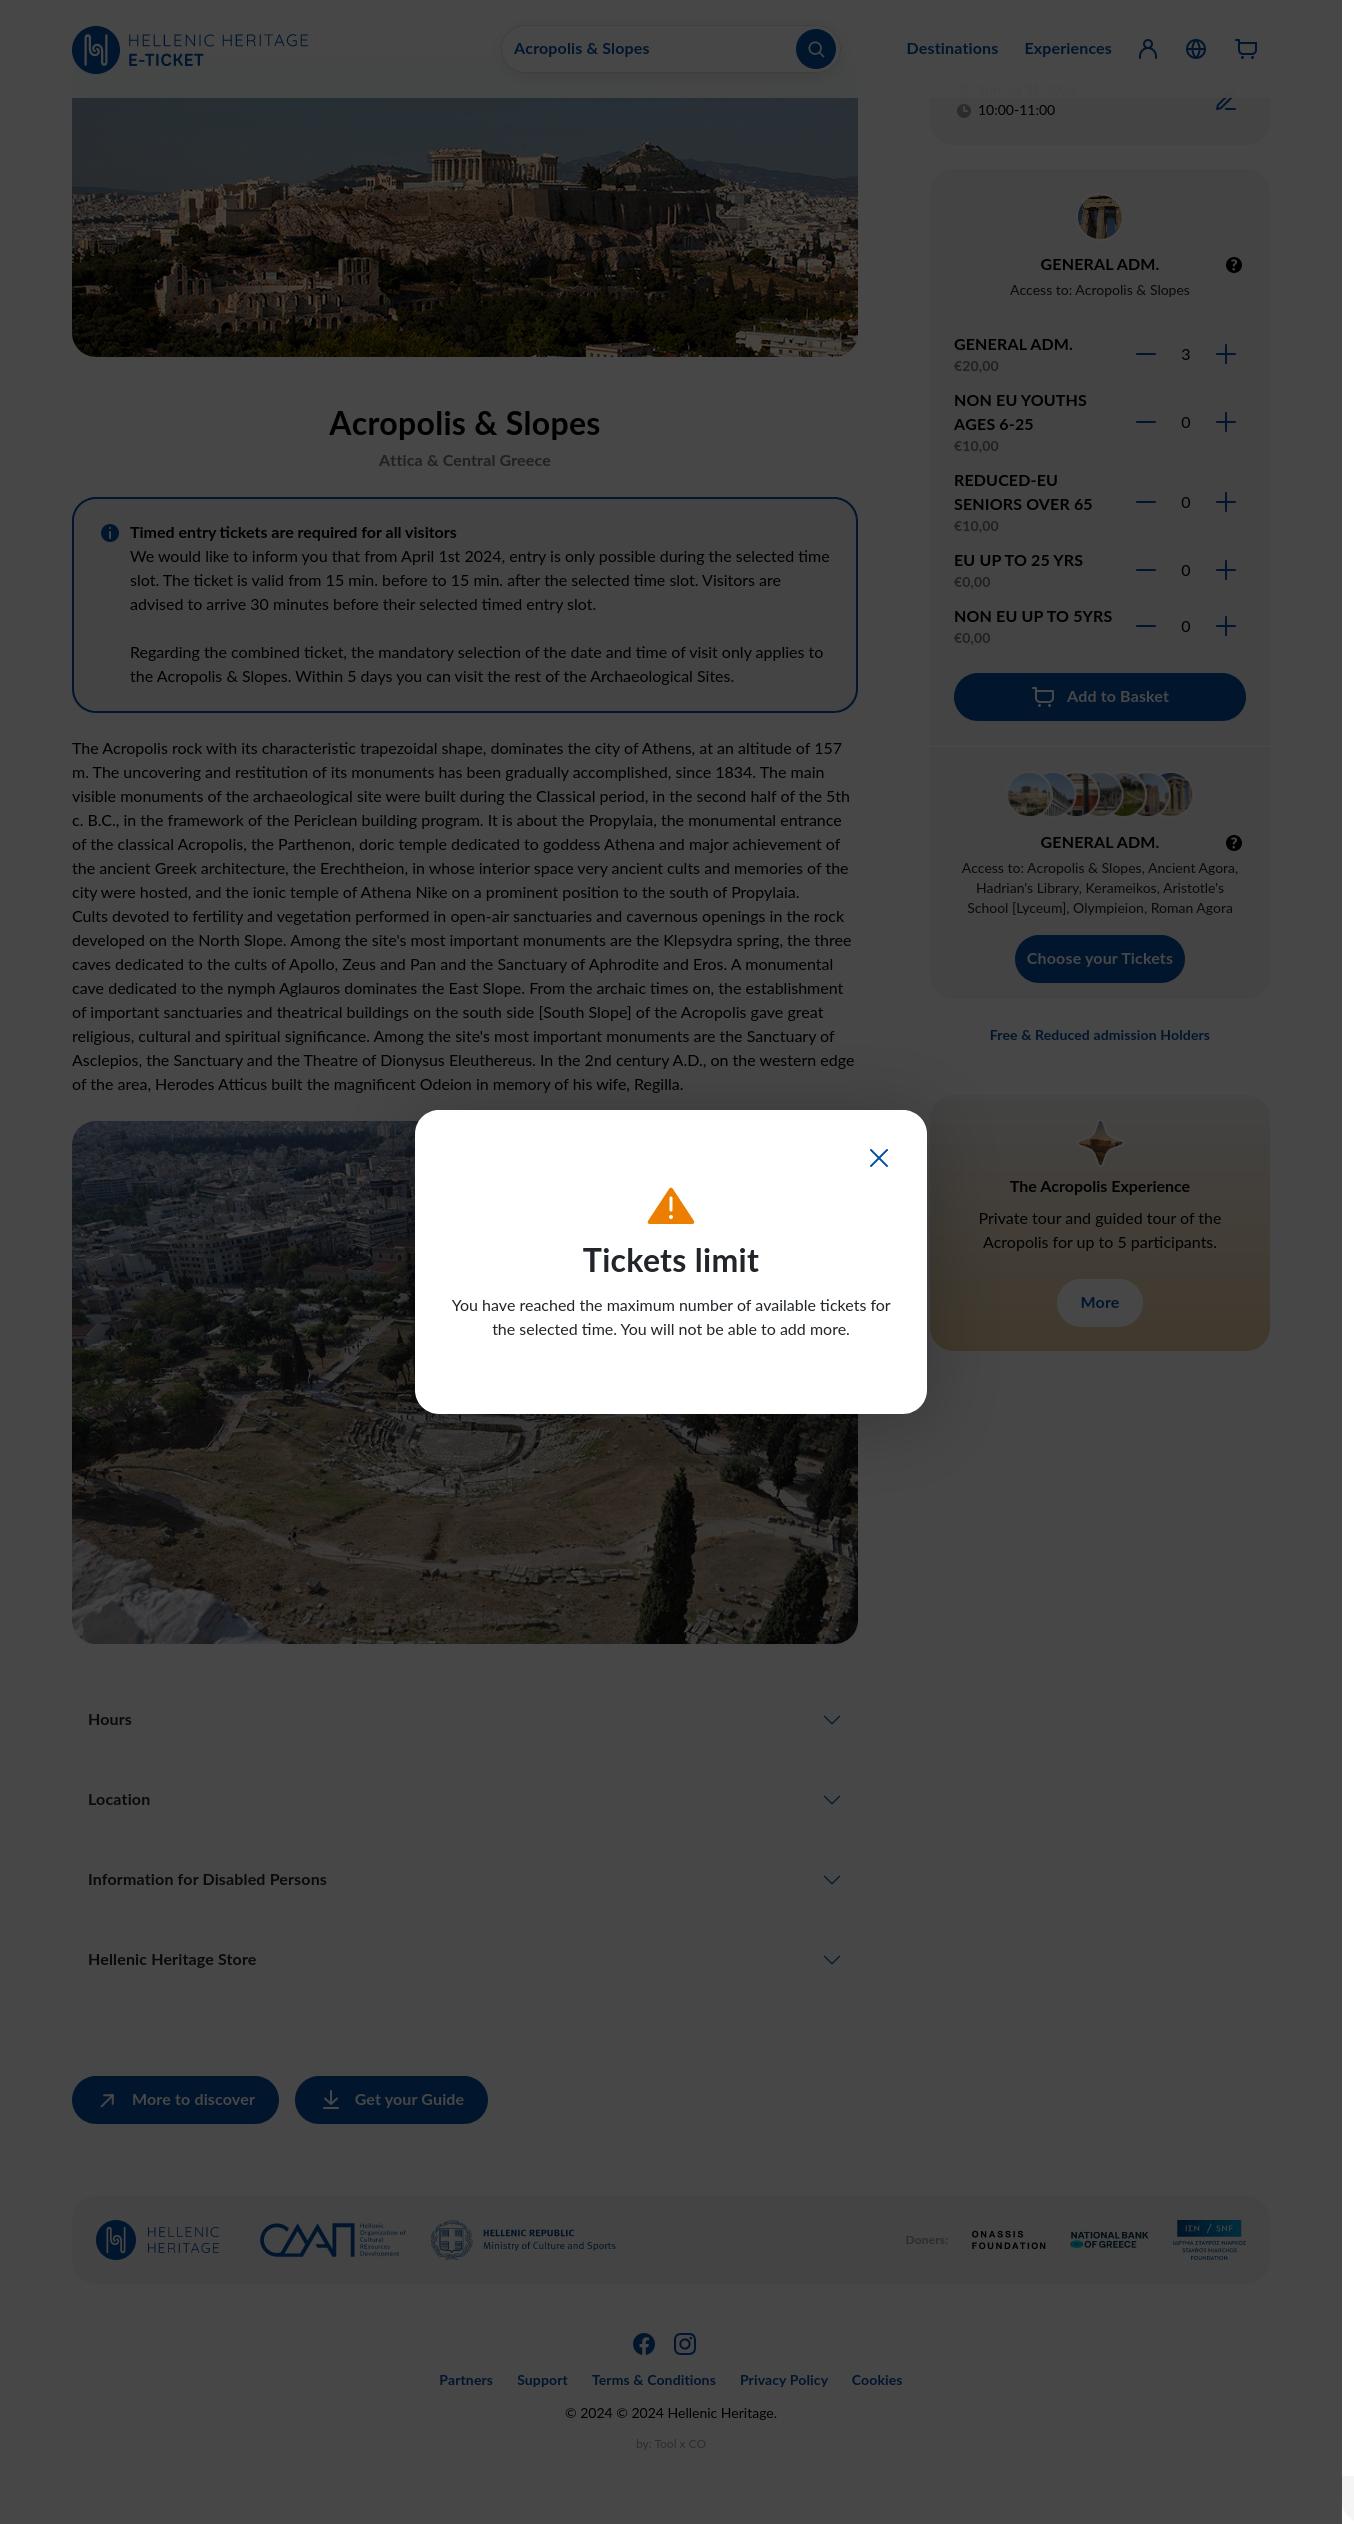 HELLENIC HERITAGE
E-TICKET
Acropolis & Slopes
Destinations
Experiences
10:00-11:00
GENERAL ADM.
Access to: Acropolis & Slopes
GENERAL ADM.
€20,00
3
NON EU YOUTHS
AGES 6-25
€10,00
0
REDUCED-EU
SENIORS OVER 65
€10,00
0
EU UP TO 25 YRS
€0,00
0
NON EU UP TO 5YRS
€0,00
0
Add to Basket
GENERAL ADM.
Access to: Acropolis & Slopes, Ancient Agora,
Hadrian's Library, Kerameikos, Aristotle's
School [Lyceum], Olympieion, Roman Agora
Choose your Tickets
Free & Reduced admission Holders
The Acropolis Experience
Private tour and guided tour of the
Acropolis for up to 5 participants.
More
Acropolis & Slopes
Attica & Central Greece
Timed entry tickets are required for all visitors
We would like to inform you that from April 1st 2024, entry is only possible during the selected time
slot. The ticket is valid from 15 min. before to 15 min. after the selected time slot. Visitors are
advised to arrive 30 minutes before their selected timed entry slot.
Regarding the combined ticket, the mandatory selection of the date and time of visit only applies to
the Acropolis & Slopes. Within 5 days you can visit the rest of the Archaeological Sites.
The Acropolis rock with its characteristic trapezoidal shape, dominates the city of Athens, at an altitude of 157
m. The uncovering and restitution of its monuments has been gradually accomplished, since 1834. The main
visible monuments of the archaeological site were built during the Classical period, in the second half of the 5th
c. B.C., in the framework of the Periclean building program. It is about the Propylaia, the monumental entrance
of the classical Acropolis, the Parthenon, doric temple dedicated to goddess Athena and major achievement of
the ancient Greek architecture, the Erechtheion, in whose interior space very ancient cults and memories of the
city were hosted, and the ionic temple of Athena Nike on a prominent position to the south of Propylaia.
Cults devoted to fertility and vegetation performed in open-air sanctuaries and cavernous openings in the rock
developed on the North Slope. Among the site's most important monuments are the Klepsydra spring, the three
caves dedicated to the cults of Apollo, Zeus and Pan and the Sanctuary of Aphrodite and Eros. A monumental
cave dedicated to the nymph Aglauros dominates the East Slope. From the archaic times on, the establishment
of important sanctuaries and theatrical buildings on the south side [South Slope] of the Acropolis gave great
religious, cultural and spiritual significance. Among the site's most important monuments are the Sanctuary of
Asclepios, the Sanctuary and the Theatre of Dionysus Eleuthereus. In the 2nd century A.D., on the western edge
of the area, Herodes Atticus built the magnificent Odeion in memory of his wife, Regilla.
Tickets limit
You have reached the maximum number of available tickets for
the selected time. You will not be able to add more.
Hours
Location
Information for Disabled Persons
Hellenic Heritage Store
More to discover
Get your Guide
HELLENIC
HERITAGE
Hellenic
Organization of
Cultural
REsources
Development
HELLENIC REPUBLIC
Ministry of Culture and Sports
Doners:
ONASSIS
FOUNDATION
NATIONAL BANK
OF GREECE
ΙΣΝ / SNF
ΙΔΡΥΜΑ ΣΤΑΥΡΟΣ ΝΙΑΡΧΟΣ
STAVROS NIARCHOS
FOUNDATION
Partners
Support
Terms & Conditions
Privacy Policy
Cookies
© 2024 © 2024 Hellenic Heritage.
by: Tool x CO